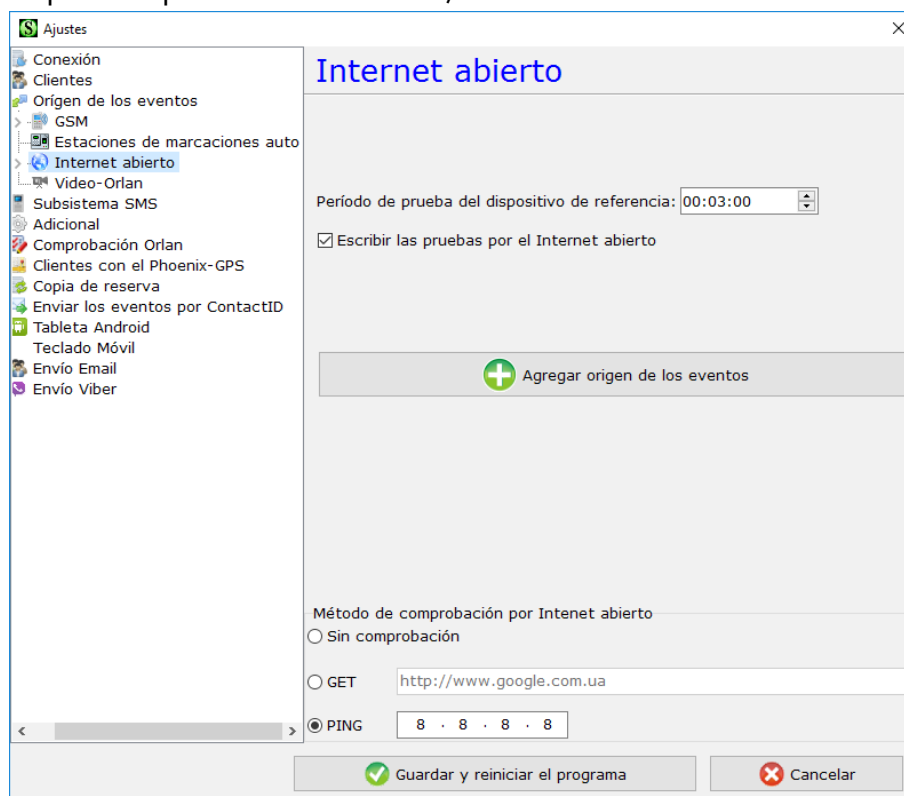 Ajustes
Conexión
Clientes
Orígen de los eventos
GSM
Estaciones de marcaciones auto
Internet abierto
Video-Orlan
Subsistema SMS
Adicional
Comprobación Orlan
Clientes con el Phoenix-GPS
Copia de reserva
Enviar los eventos por ContactID
Tableta Android
Teclado Móvil
Envío Email
Envío Viber
Internet abierto
Período de prueba del dispositivo de referencia: 00:03:00
Escribir las pruebas por el Internet abierto
Agregar origen de los eventos
Método de comprobación por Intenet abierto
Sin comprobación
GET http://www.google.com.ua
PING 8 . 8 . 8 . 8
Guardar y reiniciar el programa Cancelar